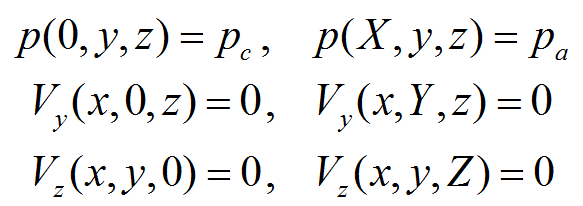 p(0, y, z) = p_c ,   p(X, y, z) = p_a
V_y(x, 0, z) = 0,   V_y(x, Y, z) = 0
V_z(x, y, 0) = 0,   V_z(x, y, Z) = 0